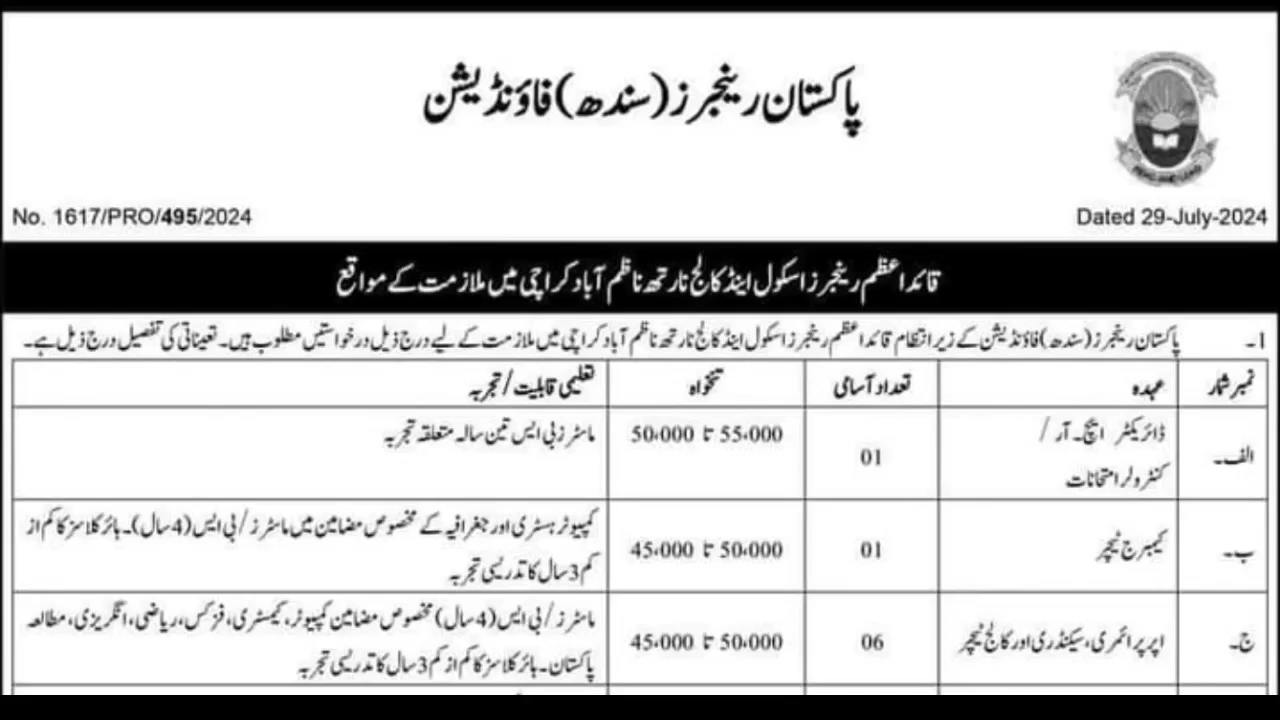 پاکستان رینجرز (سندھ) فاؤنڈیشن
No. 1617/PRO/495/2024
Dated 29-July-2024
قائداعظم رینجرز اسکول اینڈ کالج نارتھ ناظم آباد کراچی میں ملازمت کے مواقع
1۔ پاکستان رینجرز (سندھ) فاؤنڈیشن کے زیر انتظام قائداعظم رینجرز اسکول اینڈ کالج نارتھ ناظم آباد کراچی میں ملازمت کے لیے درج ذیل درخواستیں مطلوب ہیں۔ تعیناتی کی تفصیل درج ذیل ہے۔
نمبر شمار عہدہ تعداد آسامی تنخواہ تعلیمی قابلیت/تجربہ
الف۔ ڈائریکٹر ایچ۔ آر / 01 50،000 تا 55،000 ماسٹرز بی ایس تین سالہ متعلقہ تجربہ
کنٹرولر امتحانات
ب۔ کیمبرج ٹیچر 01 45،000 تا 50،000 کمپیوٹر ہسٹری اور جغرافیہ کے مخصوص مضامین میں ماسٹرز/بی ایس (4 سال)۔ ہائر کلاسز کا کم از
کم 3 سال کا تدریسی تجربہ
ج۔ اپر پرائمری، سیکنڈری اور کالج ٹیچر 06 45،000 تا 50،000 ماسٹرز/بی ایس (4 سال) مخصوص مضامین کمپیوٹر، کیمسٹری، فزکس، ریاضی، انگریزی، مطالعہ
پاکستان۔ ہائر کلاسز کا کم از کم 3 سال کا تدریسی تجربہ